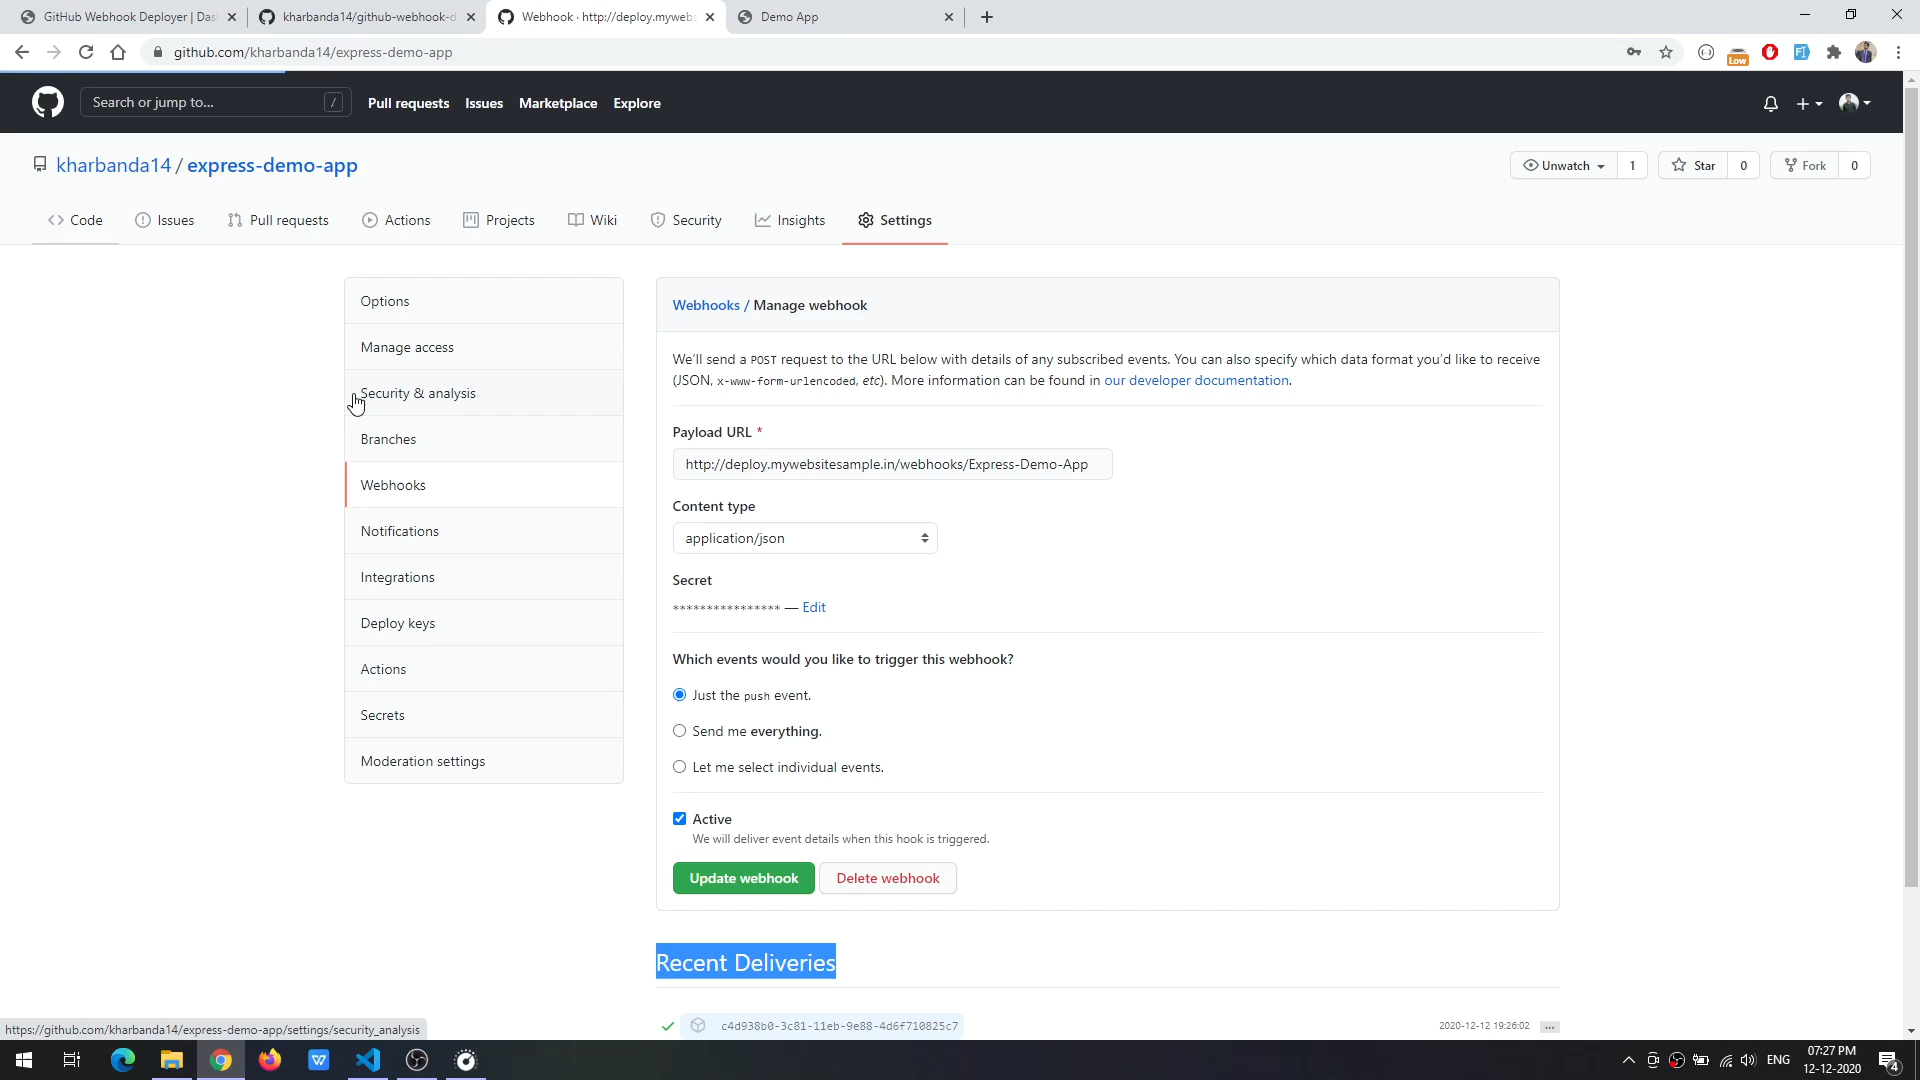 GitHub Webhook Deployer | Das
kharbanda14/github-webhook-d
Webhook · http://deploy.mywebs
Demo App
github.com/kharbanda14/express-demo-app
Low
Search or jump to...
/
Pull requests
Issues
Marketplace
Explore
kharbanda14 / express-demo-app
Unwatch
1
Star
0
Fork
0
Code
Issues
Pull requests
Actions
Projects
Wiki
Security
Insights
Settings
Options
Manage access
Security & analysis
Branches
Webhooks
Notifications
Integrations
Deploy keys
Actions
Secrets
Moderation settings
Webhooks / Manage webhook
We'll send a POST request to the URL below with details of any subscribed events. You can also specify which data format you'd like to receive
(JSON, x-www-form-urlencoded, etc). More information can be found in our developer documentation.
Payload URL *
http://deploy.mywebsitesample.in/webhooks/Express-Demo-App
Content type
application/json
Secret
**************** — Edit
Which events would you like to trigger this webhook?
Just the push event.
Send me everything.
Let me select individual events.
Active
We will deliver event details when this hook is triggered.
Update webhook
Delete webhook
Recent Deliveries
c4d938b0-3c81-11eb-9e88-4d6f710825c7
2020-12-12 19:26:02
...
https://github.com/kharbanda14/express-demo-app/settings/security_analysis
ENG
07:27 PM
12-12-2020
4